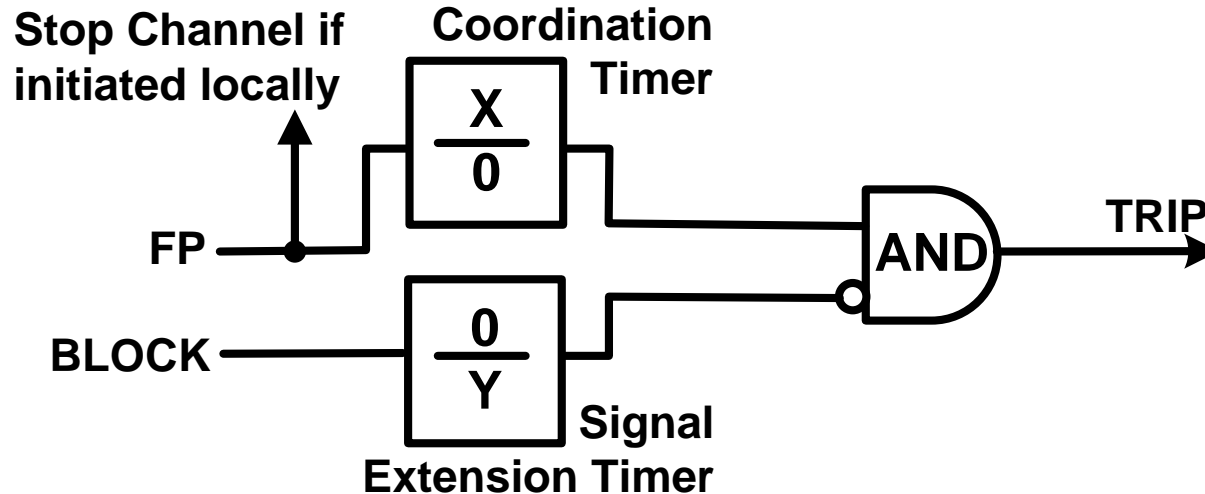 Stop Channel if
initiated locally
Coordination
Timer
X
0
FP
AND
TRIP
BLOCK
0
Y
Signal
Extension Timer